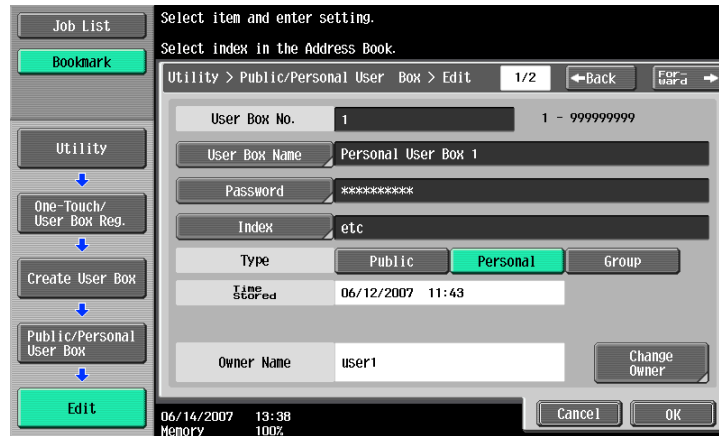 Job List
Bookmark
Utility
One-Touch/
User Box Reg.
Create User Box
Public/Personal
User Box
Edit
Select item and enter setting.
Select index in the Address Book.
Utility > Public/Personal User Box > Edit 1/2 ←Back For- ward →
User Box No. 1 1 - 999999999
User Box Name Personal User Box 1
Password **********
Index etc
Type Public Personal Group
Time
Stored 06/12/2007 11:43
Owner Name user1 Change
Owner
Cancel OK
06/14/2007 13:38
Memory 100%